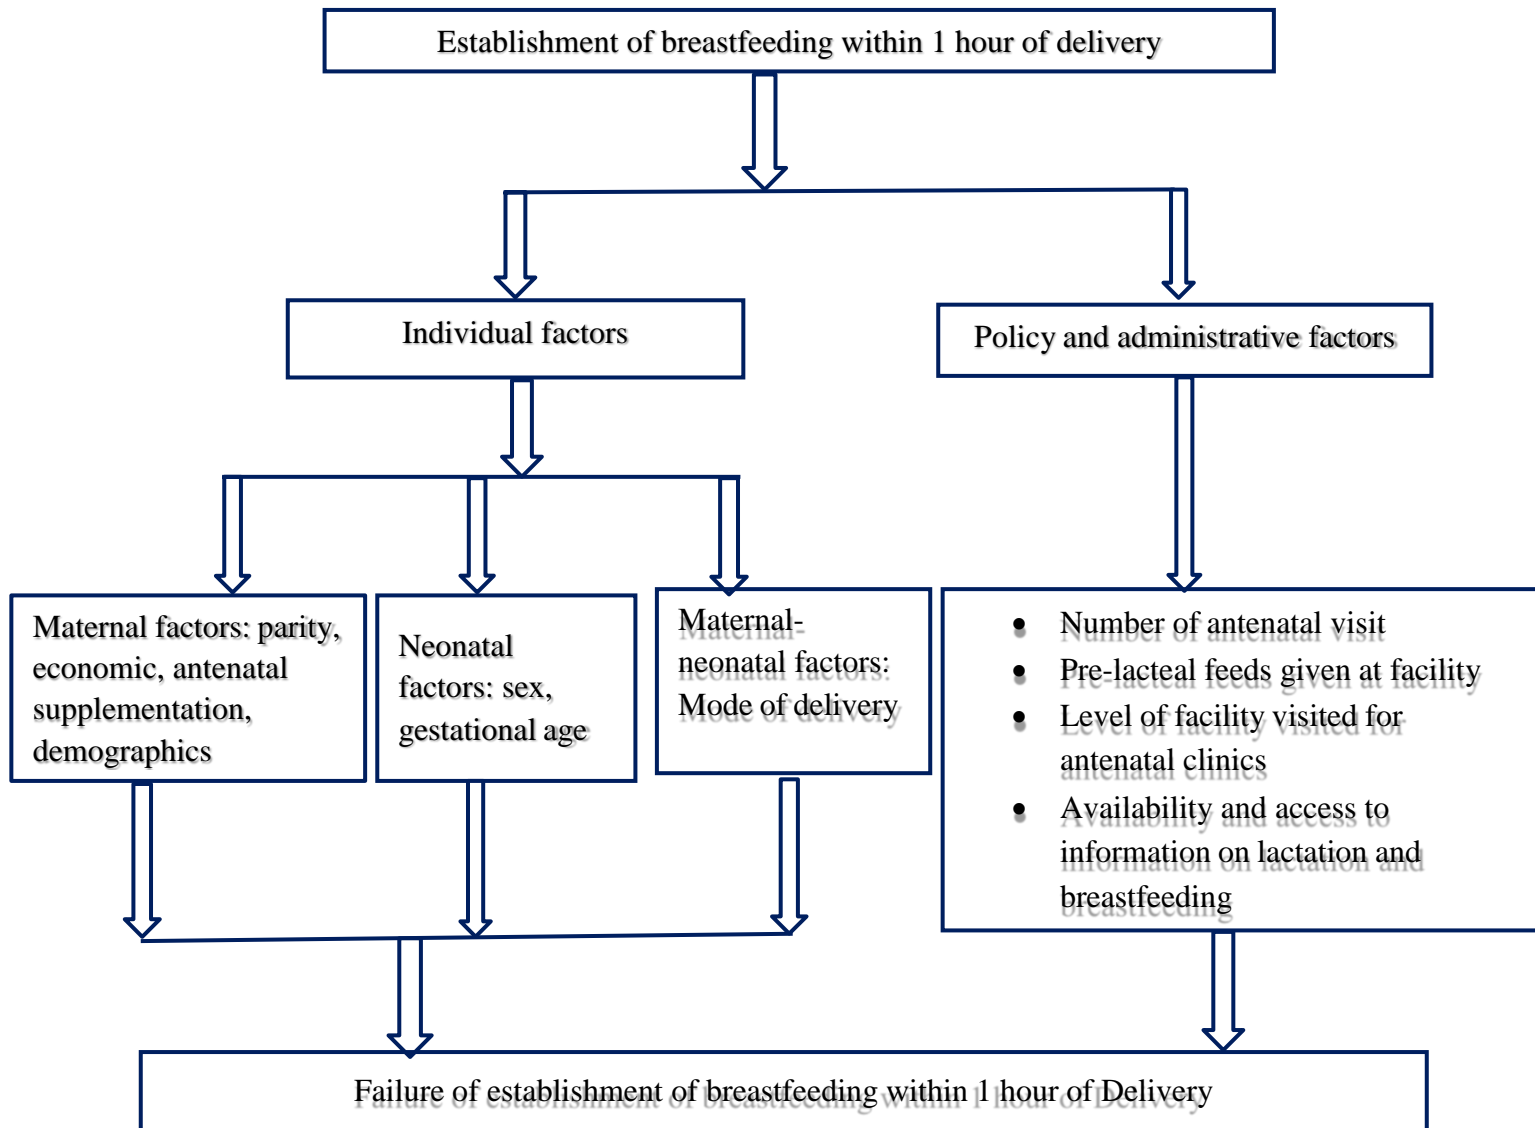 Establishment of breastfeeding within 1 hour of delivery
Individual factors
Policy and administrative factors
Maternal factors: parity,
economic, antenatal
supplementation,
demographics
Neonatal
factors: sex,
gestational age
Maternal-
neonatal factors:
Mode of delivery
● Number of antenatal visit
● Pre-lacteal feeds given at facility
● Level of facility visited for
antenatal clinics
● Availability and access to
information on lactation and
breastfeeding
Failure of establishment of breastfeeding within 1 hour of Delivery